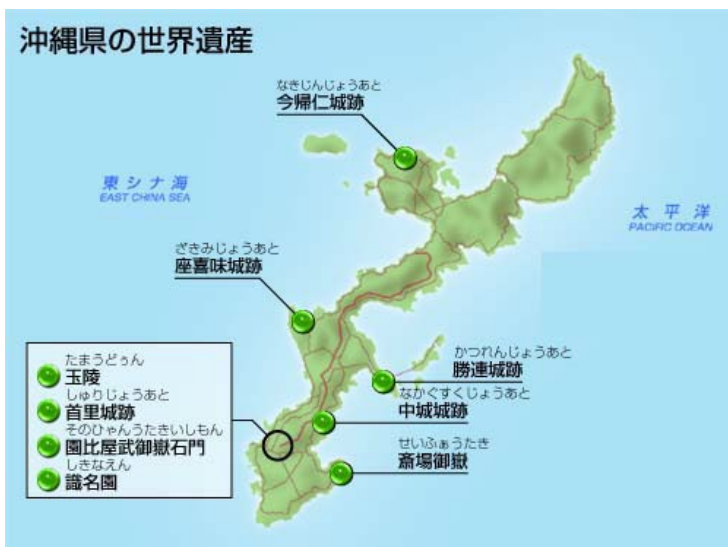 沖縄県の世界遺産
なきじんじょうあと
今帰仁城跡
東シナ海
EAST CHINA SEA
太平洋
PACIFIC OCEAN
ざきみじょうあと
座喜味城跡
かつれんじょうあと
勝連城跡
なかぐすくじょうあと
中城城跡
せいふぁうたき
斎場御嶽
たまうどぅん
玉陵
しゅりじょうあと
首里城跡
そのひゃんうたきいしもん
園比屋武御嶽石門
しきなえん
識名園